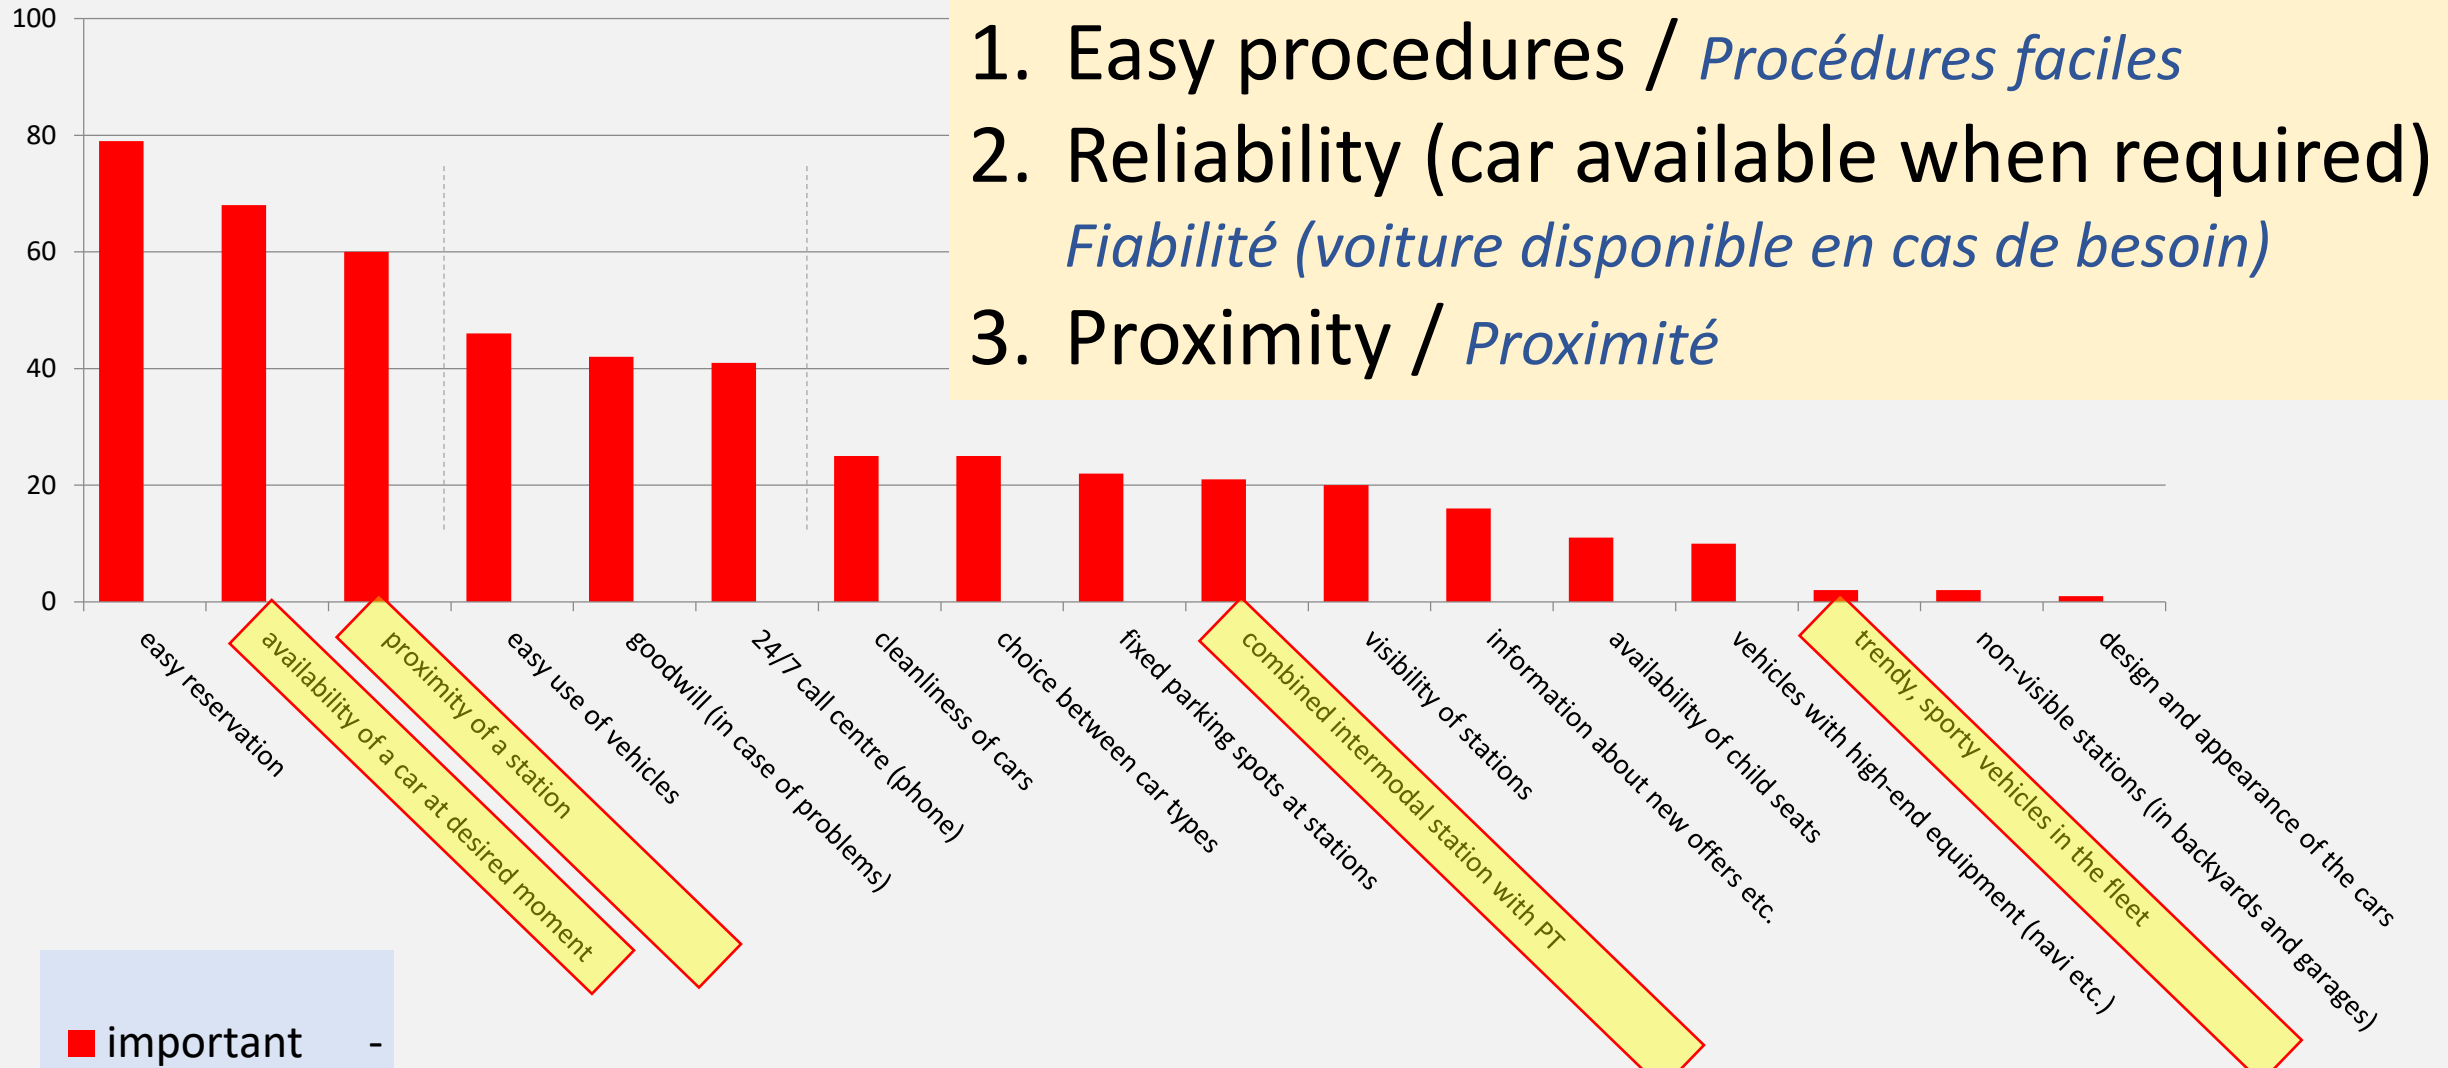 100
80
60
40
20
0
1. Easy procedures / Procédures faciles
2. Reliability (car available when required)
Fiabilité (voiture disponible en cas de besoin)
3. Proximity / Proximité
easy reservation
availability of a car at desired moment
proximity of a station
easy use of vehicles
goodwill (in case of problems)
24/7 call centre (phone)
cleanliness of cars
choice between car types
fixed parking spots at stations
combined intermodal station with PT
visibility of stations
information about new offers etc.
availability of child seats
vehicles with high-end equipment (navi etc.)
trendy, sporty vehicles in the fleet
non-visible stations (in backyards and garages)
design and appearance of the cars
important -